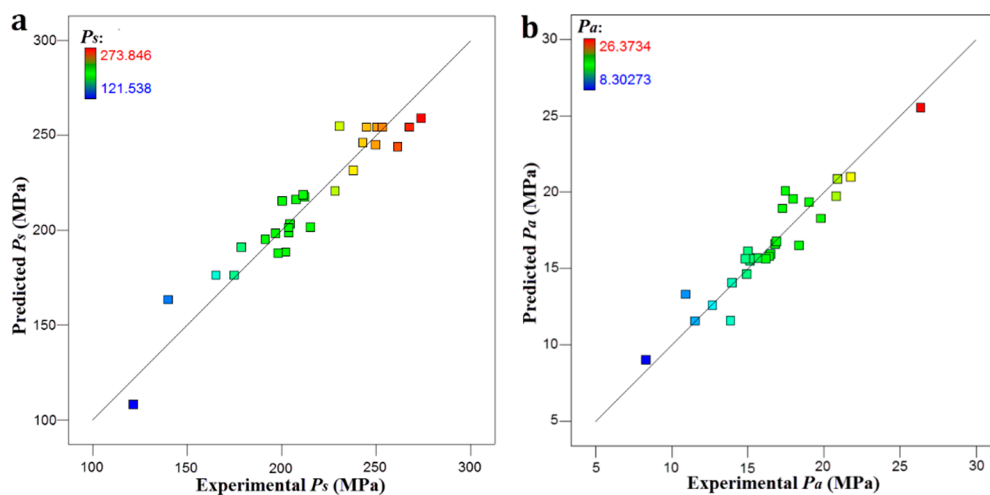 a
Ps:
273.846
121.538
300
250
200
150
100
Predicted Ps (MPa)
100 150 200 250 300
Experimental Ps (MPa)
b
Pa:
26.3734
8.30273
30
25
20
15
10
5
Predicted Pa (MPa)
5 10 15 20 25 30
Experimental Pa (MPa)